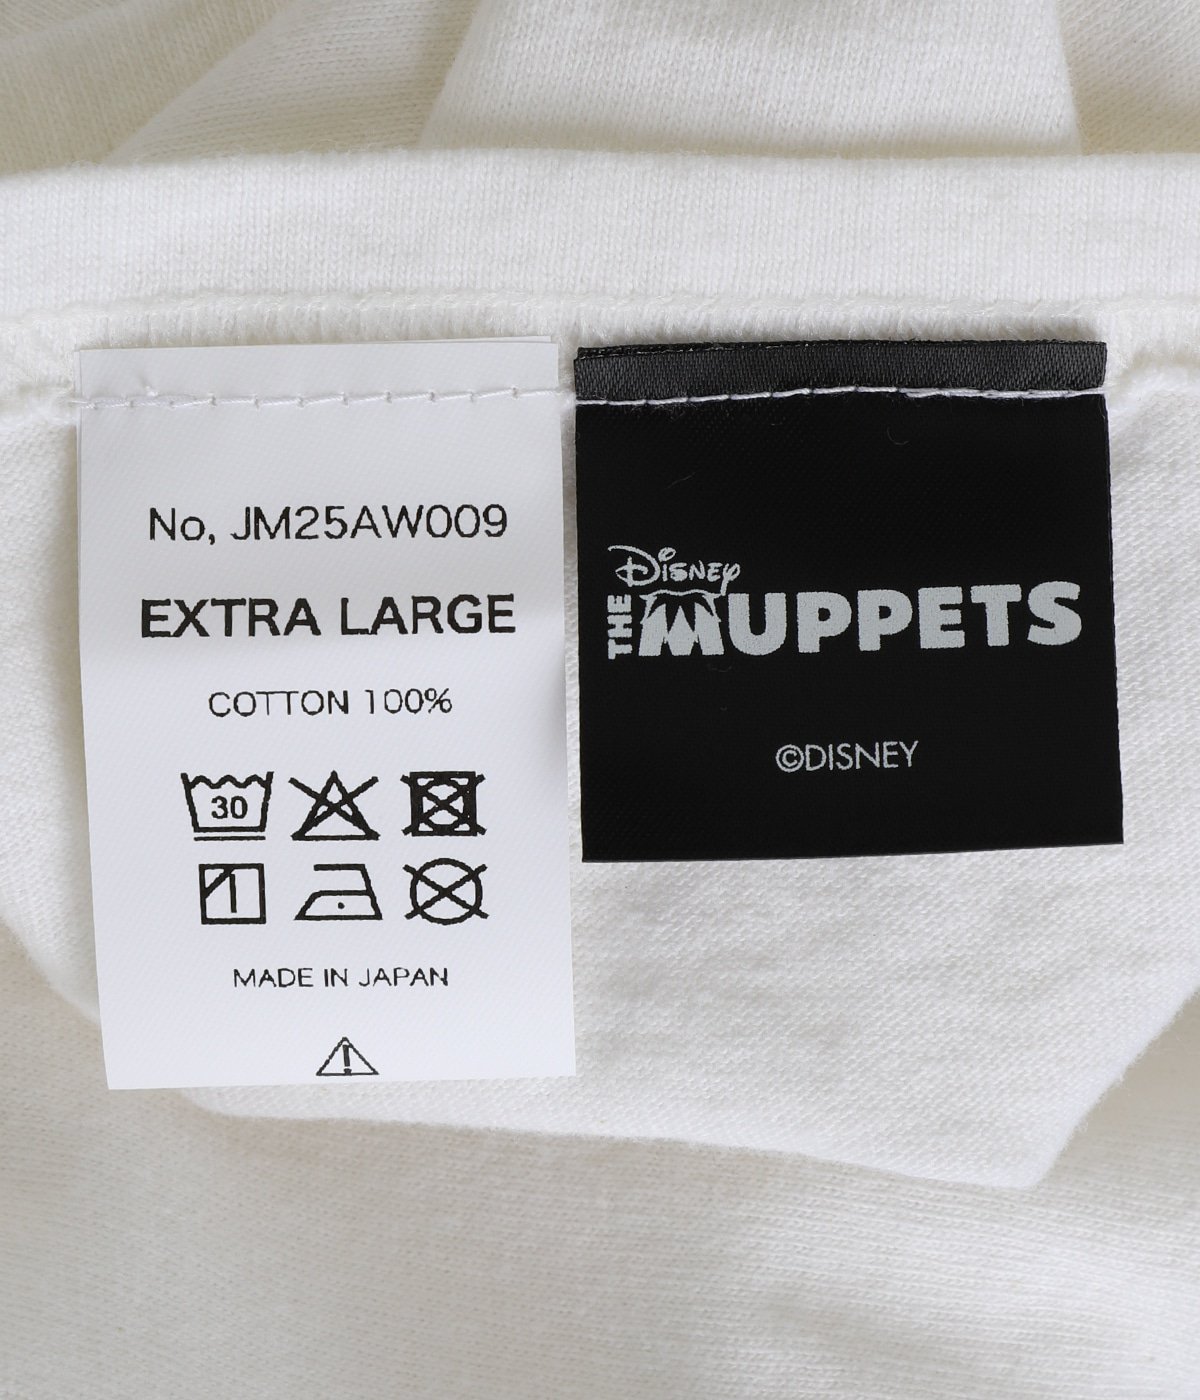 No, JM25AW009
EXTRA LARGE
COTTON 100%
30
MADE IN JAPAN
Disney
THE MUPPETS
©DISNEY